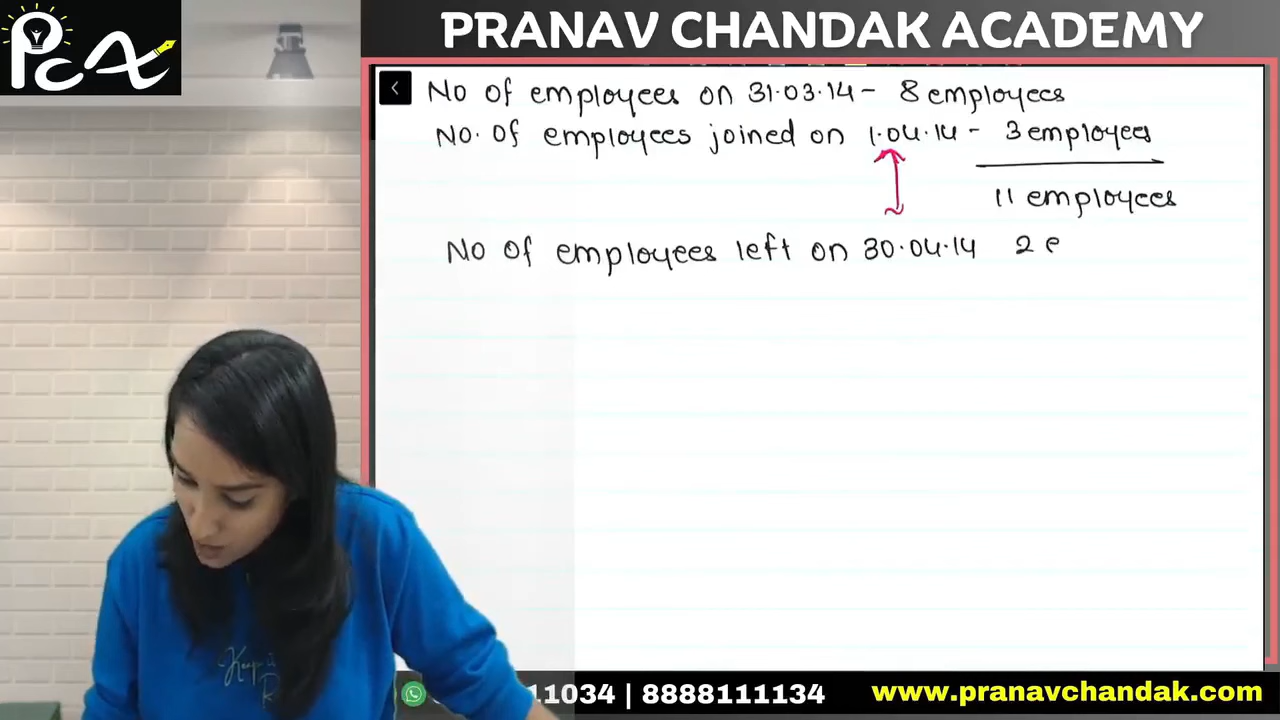 PCA
PRANAV CHANDAK ACADEMY
No of employees on 31.03.14 - 8 employees
No. Of employees joined on 1.04.14 - 3 employees
11 employees
No of employees left on 30.04.14 2 e
11034 | 8888111134
www.pranavchandak.com